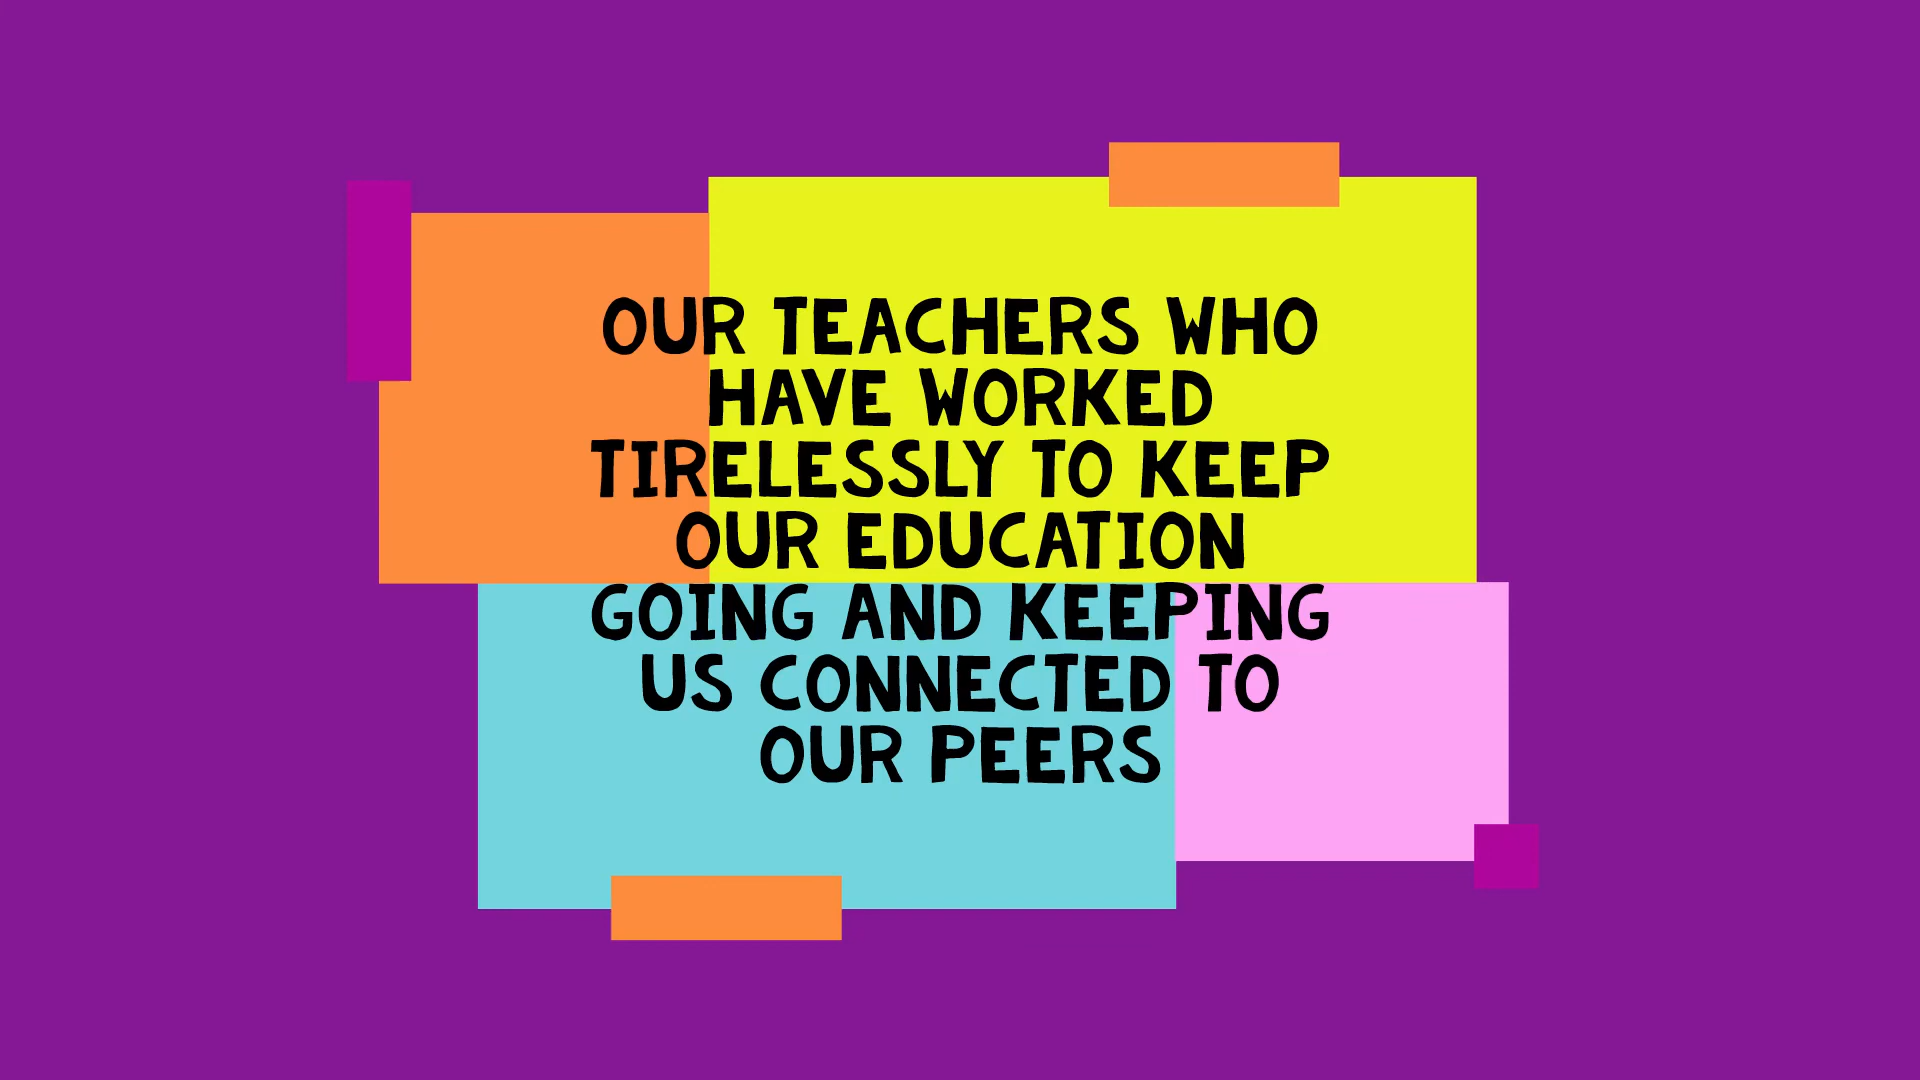 OUR TEACHERS WHO
HAVE WORKED
TIRELESSLY TO KEEP
OUR EDUCATION
GOING AND KEEPING
US CONNECTED TO
OUR PEERS